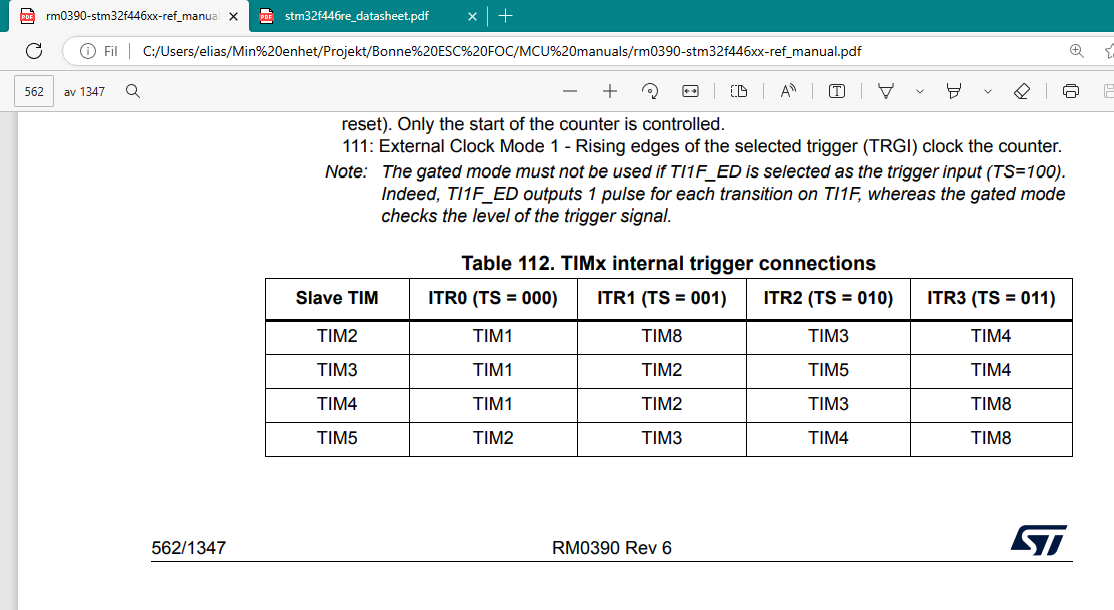 rm0390-stm32f446xx-ref_manual
stm32f446re_datasheet.pdf
Fil C:/Users/elias/Min%20enhet/Projekt/Bonne%20ESC%20FOC/MCU%20manuals/rm0390-stm32f446xx-ref_manual.pdf
562 av 1347
reset). Only the start of the counter is controlled.
111: External Clock Mode 1 - Rising edges of the selected trigger (TRGI) clock the counter.
Note: The gated mode must not be used if TI1F_ED is selected as the trigger input (TS=100).
Indeed, TI1F_ED outputs 1 pulse for each transition on TI1F, whereas the gated mode
checks the level of the trigger signal.
Table 112. TIMx internal trigger connections
Slave TIM ITR0 (TS = 000) ITR1 (TS = 001) ITR2 (TS = 010) ITR3 (TS = 011)
TIM2 TIM1 TIM8 TIM3 TIM4
TIM3 TIM1 TIM2 TIM5 TIM4
TIM4 TIM1 TIM2 TIM3 TIM8
TIM5 TIM2 TIM3 TIM4 TIM8
562/1347 RM0390 Rev 6 ST